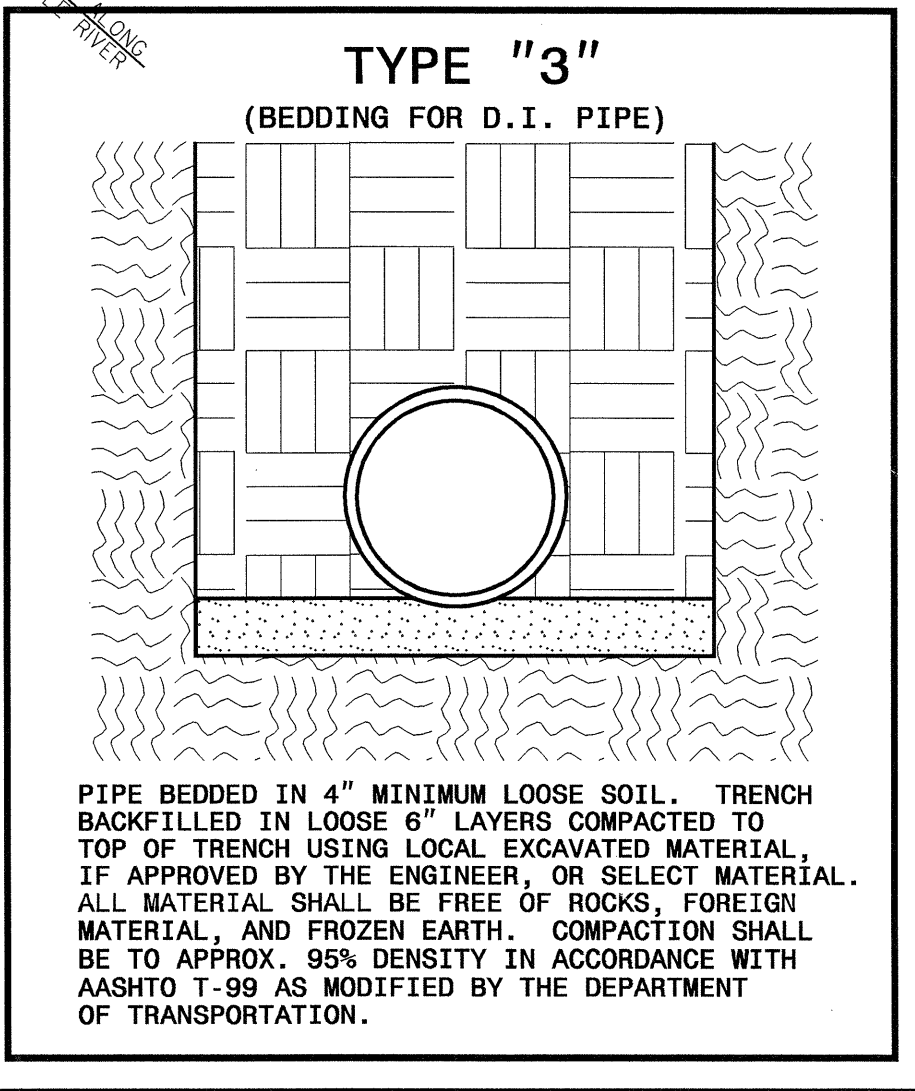 ALONG
RIVER
TYPE "3"
(BEDDING FOR D.I. PIPE)
PIPE BEDDED IN 4" MINIMUM LOOSE SOIL. TRENCH
BACKFILLED IN LOOSE 6" LAYERS COMPACTED TO
TOP OF TRENCH USING LOCAL EXCAVATED MATERIAL,
IF APPROVED BY THE ENGINEER, OR SELECT MATERIAL.
ALL MATERIAL SHALL BE FREE OF ROCKS, FOREIGN
MATERIAL, AND FROZEN EARTH. COMPACTION SHALL
BE TO APPROX. 95% DENSITY IN ACCORDANCE WITH
AASHTO T-99 AS MODIFIED BY THE DEPARTMENT
OF TRANSPORTATION.